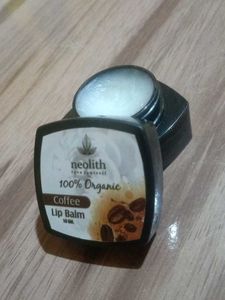 neolith
100% Organic
Coffee
Lip Balm